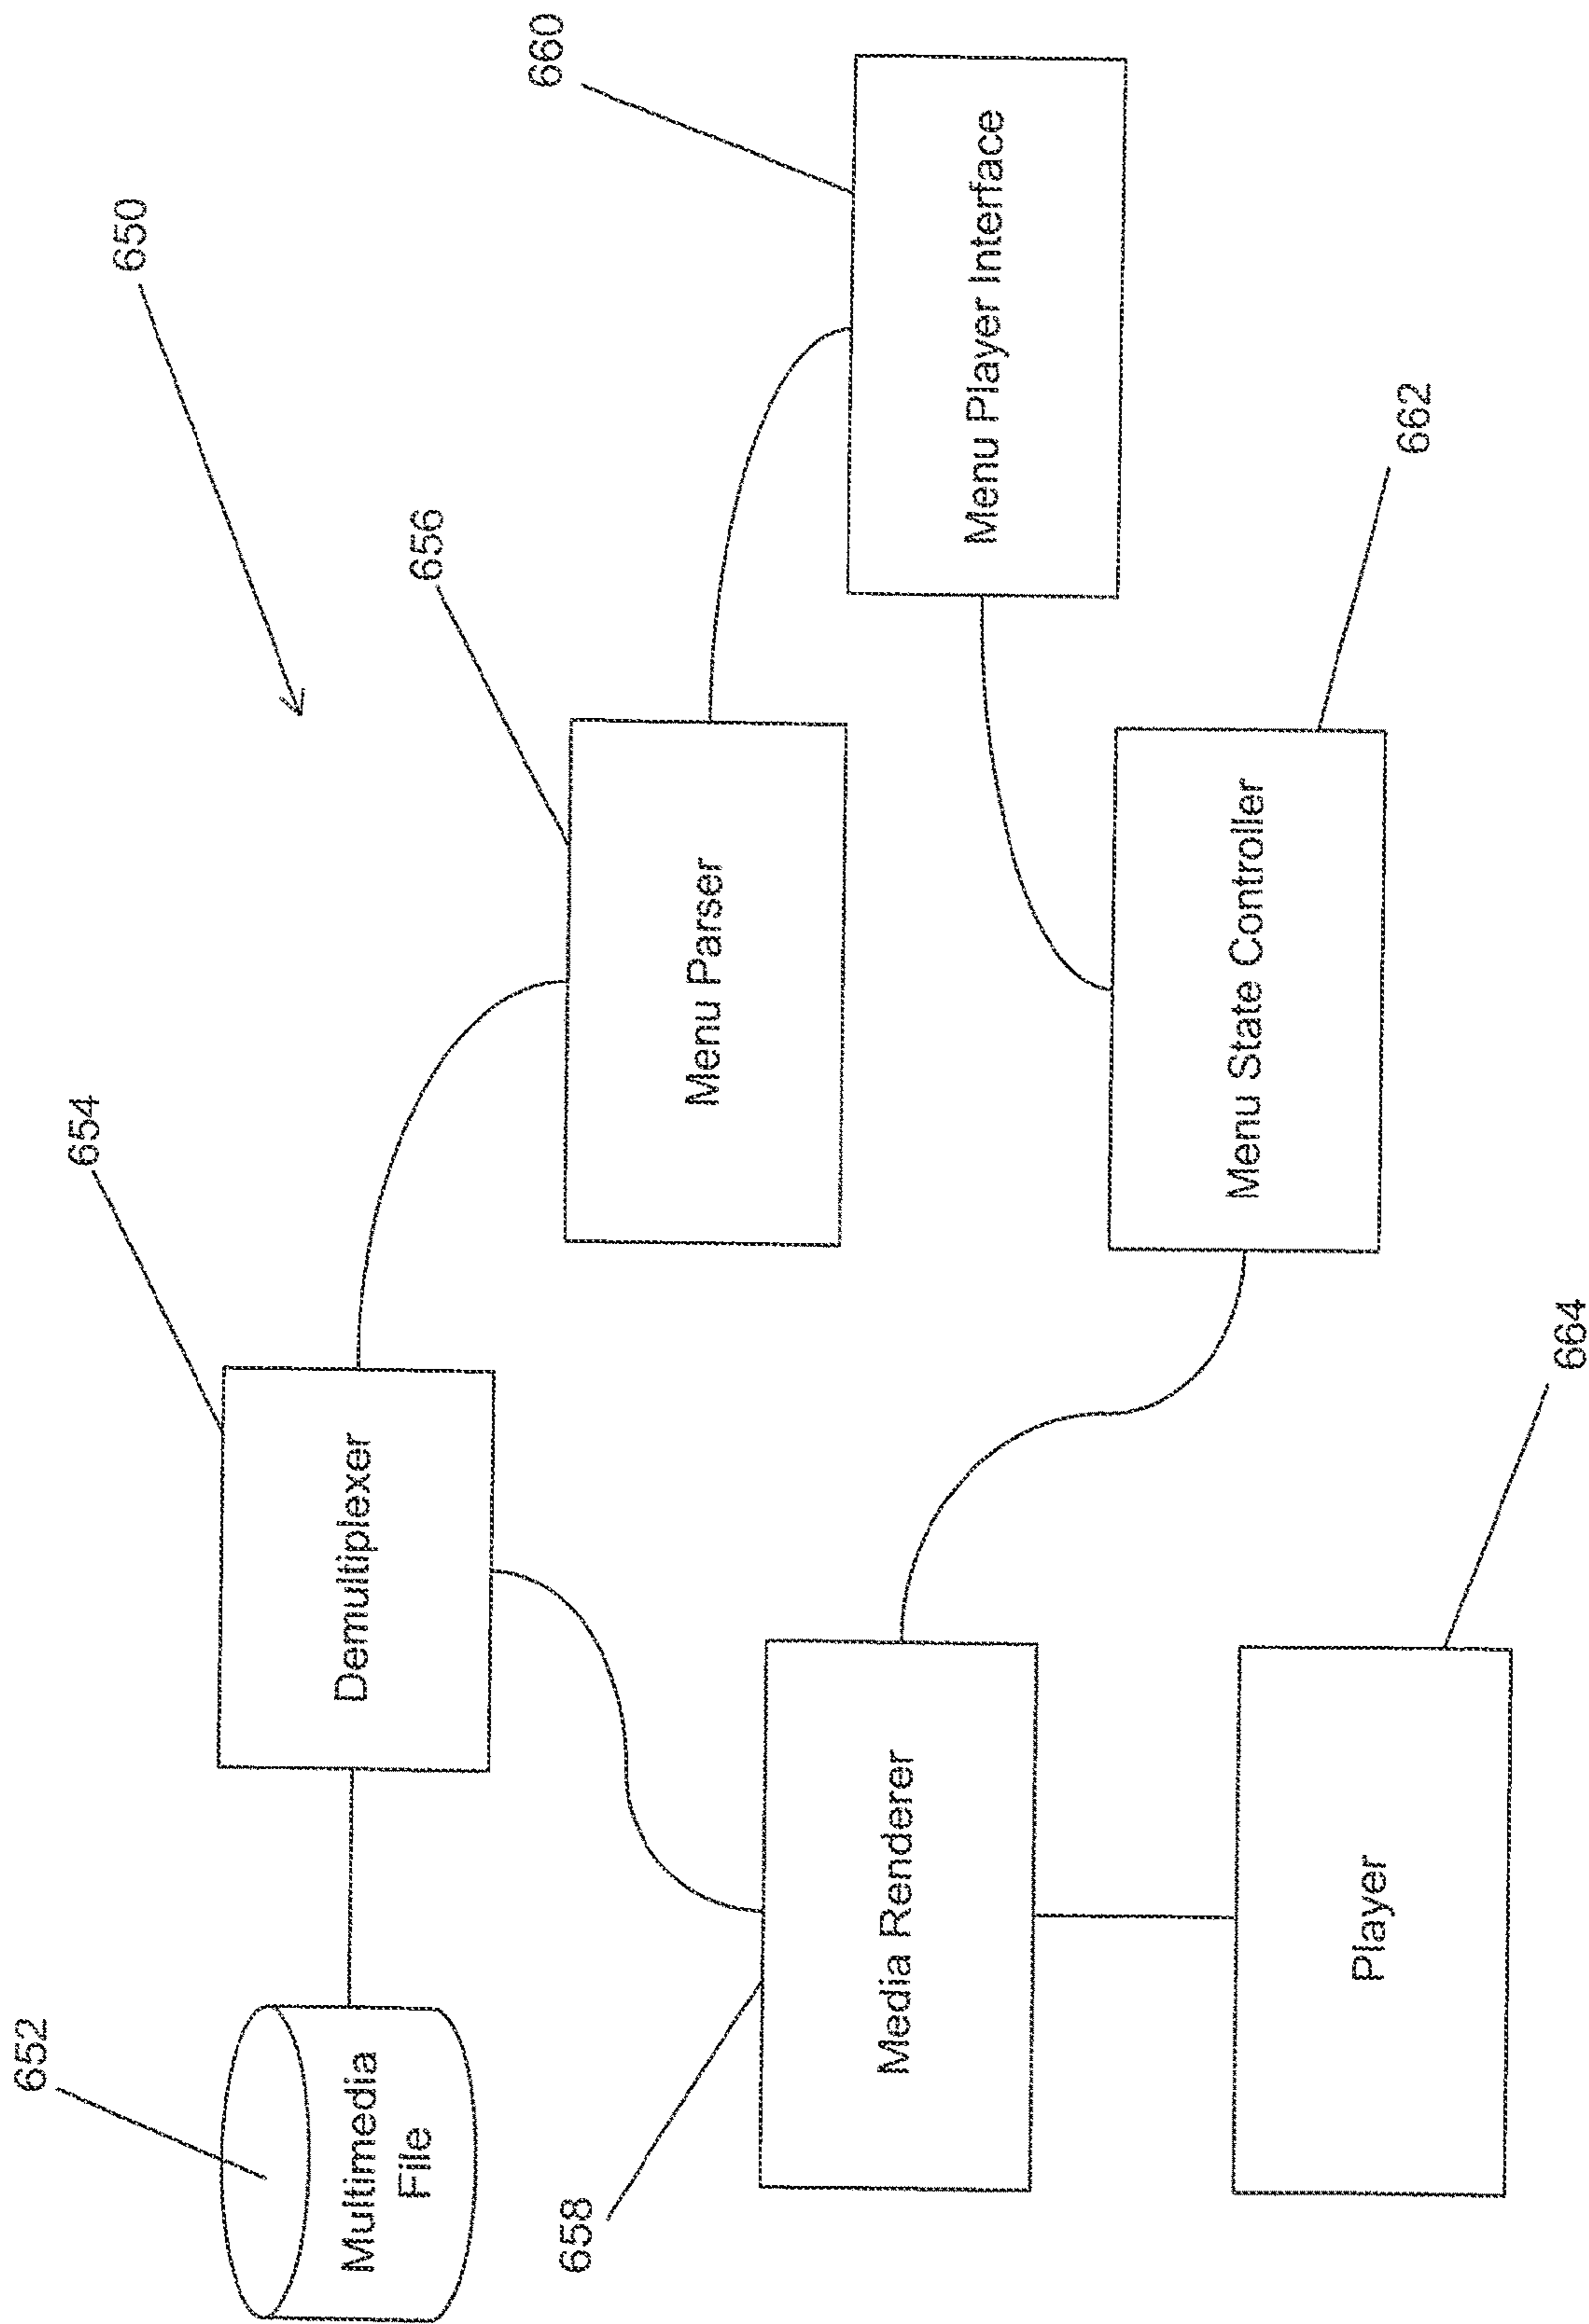 650
652
Multimedia
File
654
Demultiplexer
656
Menu Parser
660
Menu Player Interface
658
Media Renderer
662
Menu State Controller
664
Player